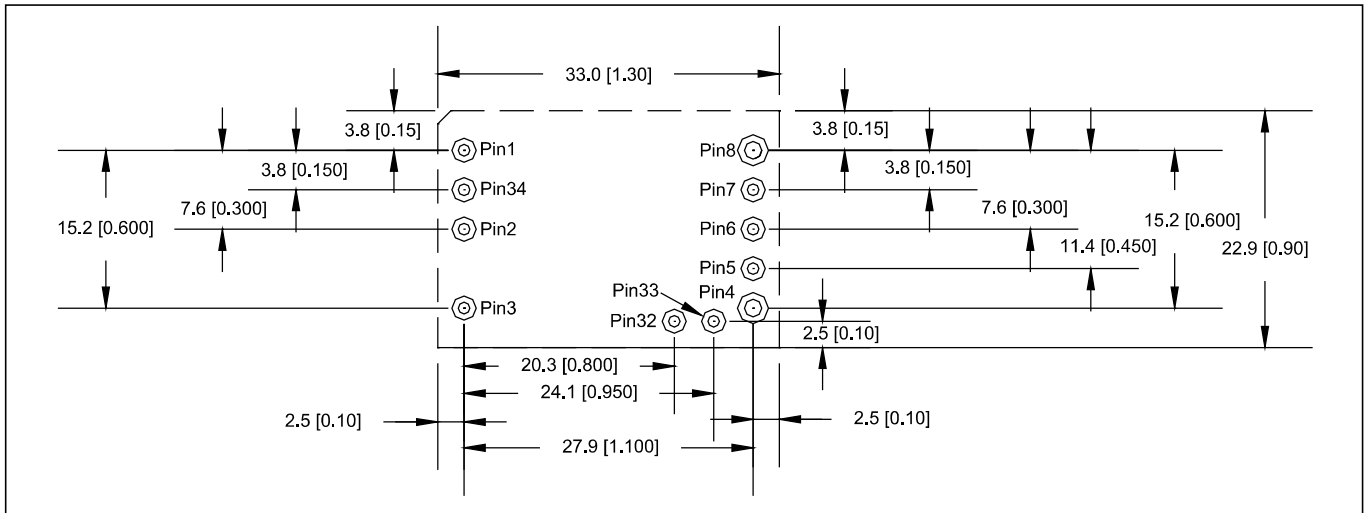 33.0 [1.30]
3.8 [0.15]
3.8 [0.15]
Pin1
Pin8
3.8 [0.150]
3.8 [0.150]
Pin34
Pin7
7.6 [0.300]
7.6 [0.300]
15.2 [0.600]
Pin2
Pin6
15.2 [0.600]
11.4 [0.450]
22.9 [0.90]
Pin5
Pin33
Pin4
Pin3
Pin32
2.5 [0.10]
20.3 [0.800]
24.1 [0.950]
2.5 [0.10]
2.5 [0.10]
27.9 [1.100]